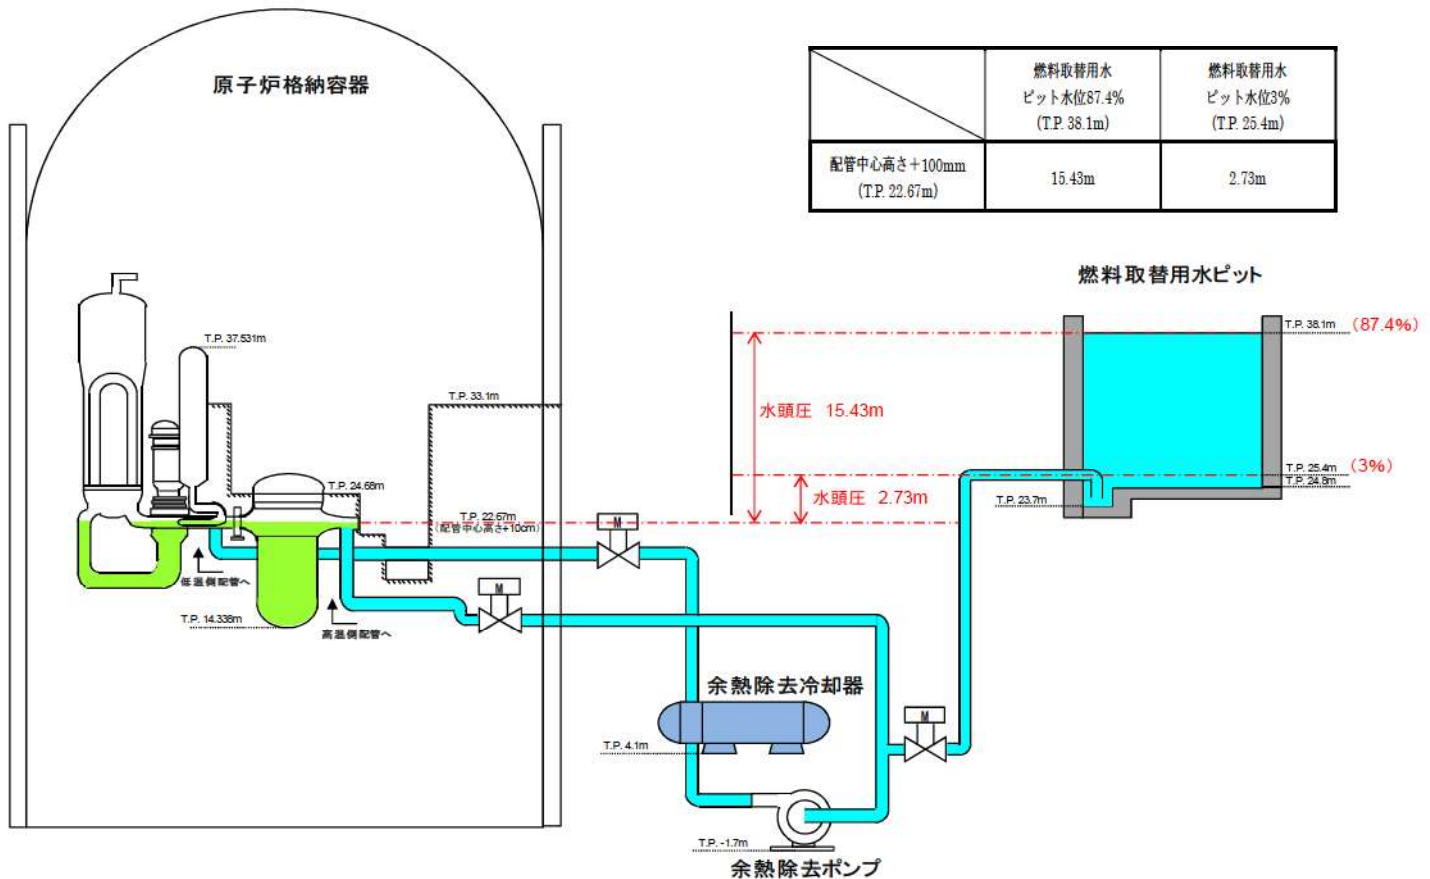 原子炉格納容器
燃料取替用水
ピット水位87.4%
(T.P. 38.1m)
燃料取替用水
ピット水位3%
(T.P. 25.4m)
配管中心高さ+100mm
(T.P. 22.67m)
15.43m
2.73m
燃料取替用水ピット
T.P. 38.1m
(87.4%)
T.P. 37.531m
T.P. 33.1m
水頭圧 15.43m
T.P. 25.4m
(3%)
T.P. 24.8m
T.P. 24.68m
水頭圧 2.73m
T.P. 23.7m
T.P. 22.67m
(配管中心高さ+10cm)
M
低温側配管へ
M
T.P. 14.338m
高温側配管へ
余熱除去冷却器
M
T.P. 4.1m
T.P. -1.7m
余熱除去ポンプ